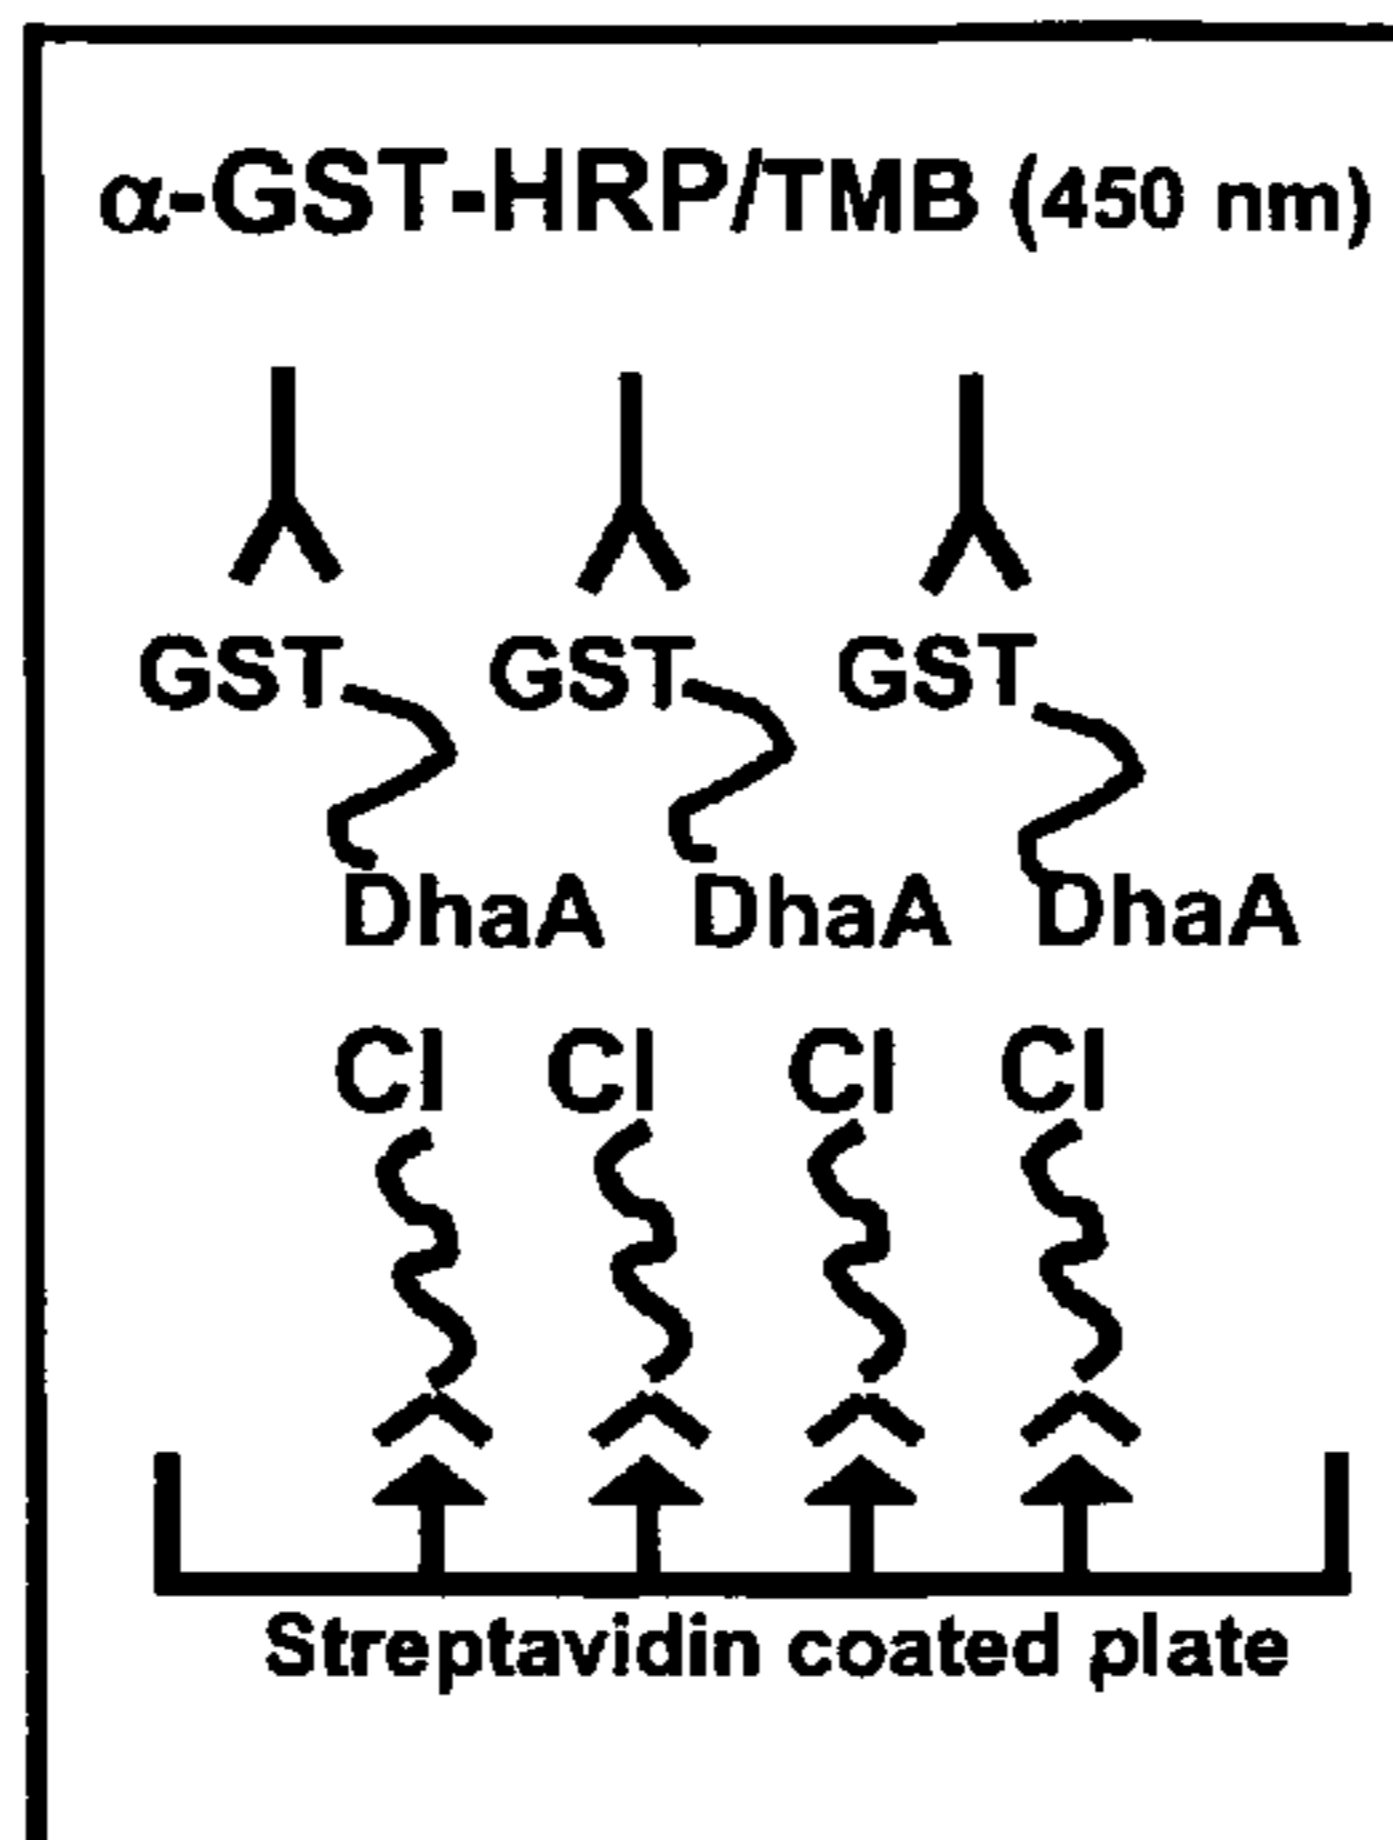 α-GST-HRP/TMB (450 nm)
GST GST GST
DhaA DhaA DhaA
Cl Cl Cl Cl
Streptavidin coated plate